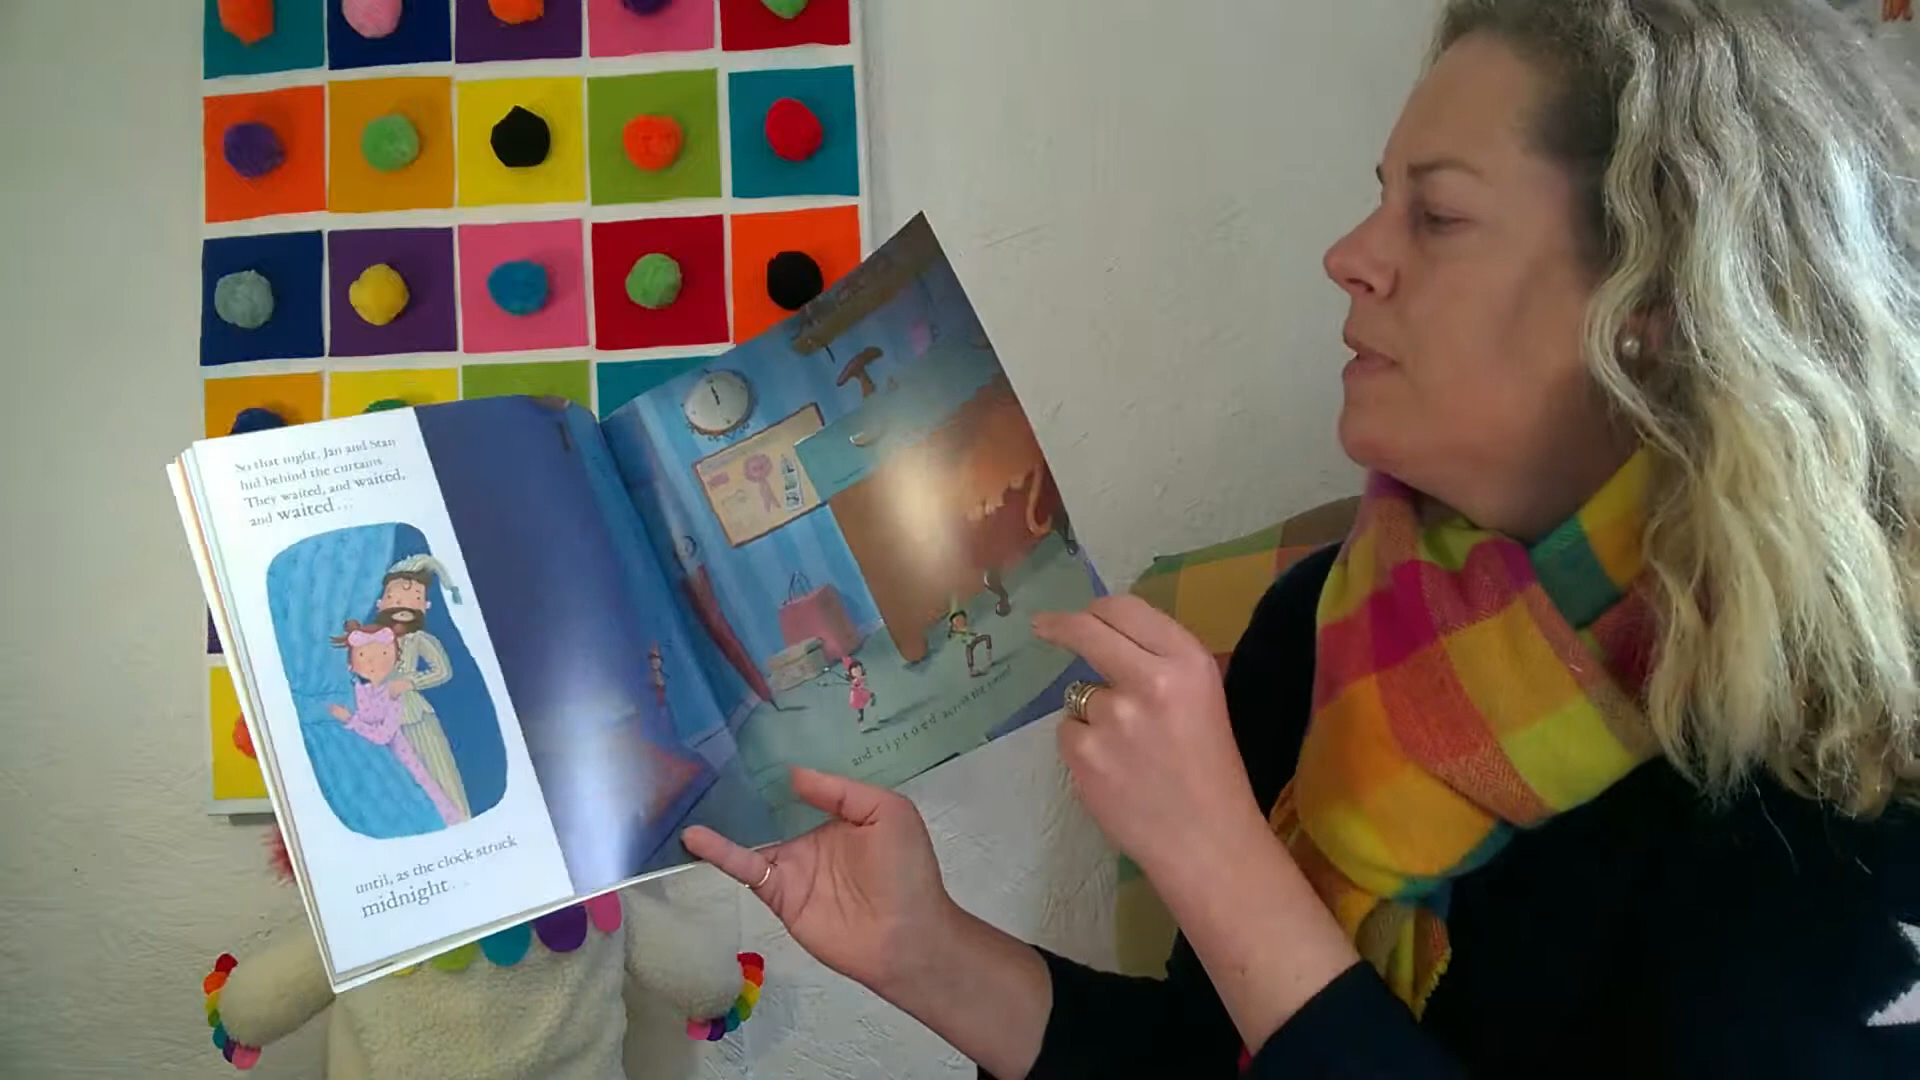 So that night, Jan and Stan
hid behind the curtains.
They waited, and waited,
and waited...
until, as the clock struck
midnight...
and tiptoed across the room!